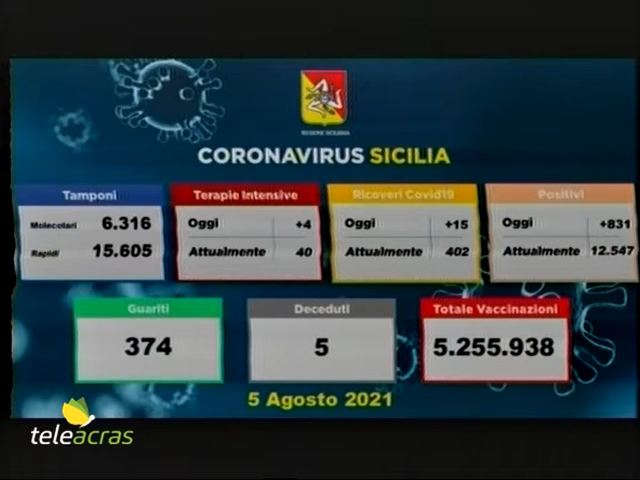 REGIONE SICILIANA
CORONAVIRUS SICILIA
Tamponi
Molecolari 6.316
Rapidi 15.605
Terapie Intensive
Oggi +4
Attualmente 40
Ricoveri Covid19
Oggi +15
Attualmente 402
Positivi
Oggi +831
Attualmente 12.547
Guariti
374
Deceduti
5
Totale Vaccinazioni
5.255.938
5 Agosto 2021
teleacras